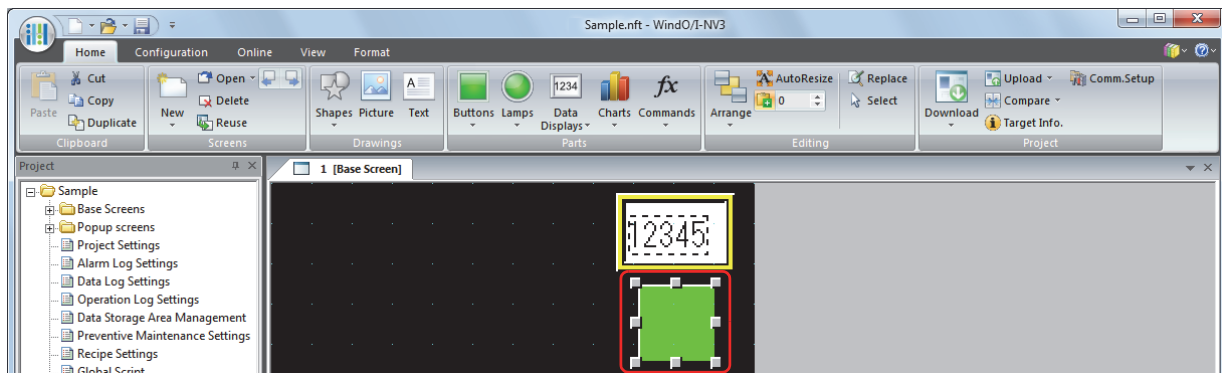 Sample.nft - WindO/I-NV3
Home Configuration Online View Format
Cut Open AutoResize Replace Upload Comm.Setup
1234
Copy Delete 0 Select Compare
Paste New Shapes Picture Text Buttons Lamps Data Displays Charts fx Commands Arrange Download
Duplicate Reuse Target Info.
Clipboard Screens Drawings Parts Editing Project
Project 1 [Base Screen]
Sample
Base Screens
Popup screens
12345
Project Settings
Alarm Log Settings
Data Log Settings
Operation Log Settings
Data Storage Area Management
Preventive Maintenance Settings
Recipe Settings
Global Script